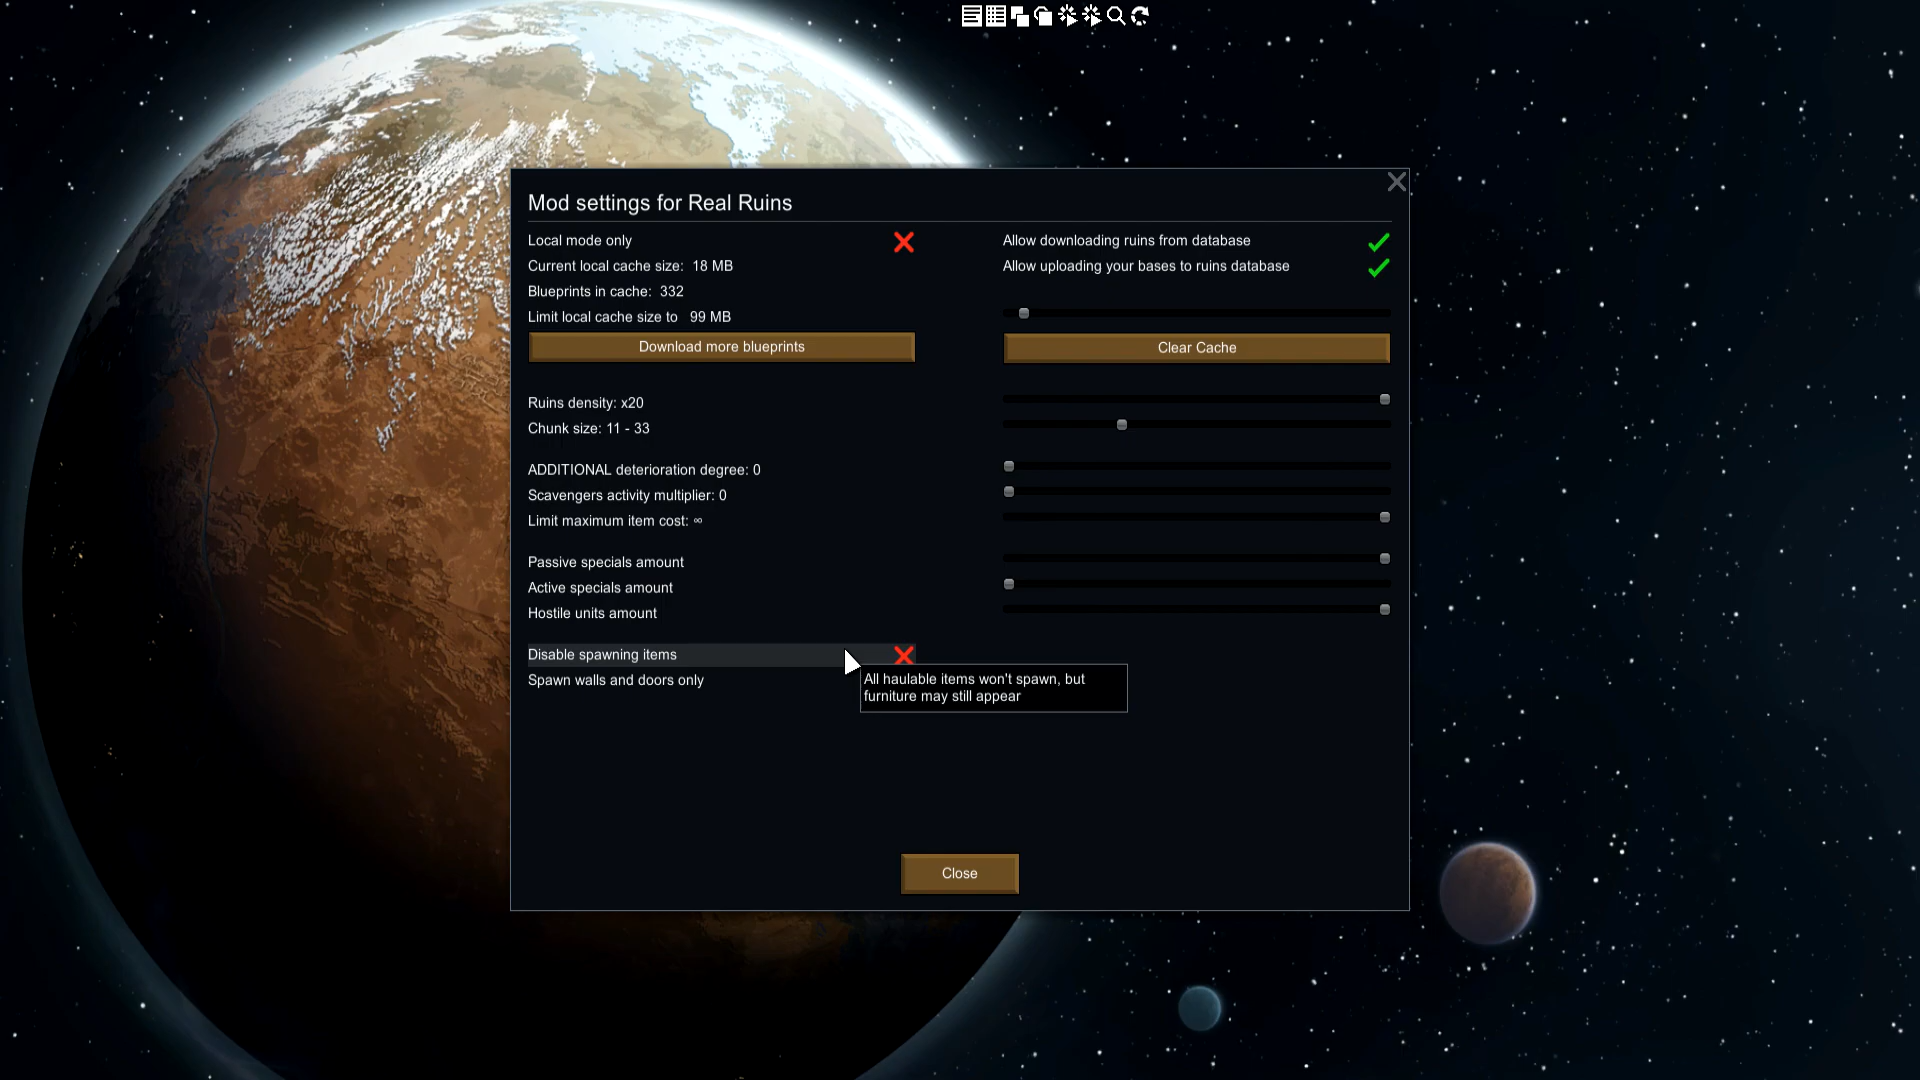 Mod settings for Real Ruins
Local mode only
Allow downloading ruins from database
Current local cache size: 18 MB
Allow uploading your bases to ruins database
Blueprints in cache: 332
Limit local cache size to 99 MB
Download more blueprints
Clear Cache
Ruins density: x20
Chunk size: 11 - 33
ADDITIONAL deterioration degree: 0
Scavengers activity multiplier: 0
Limit maximum item cost: ∞
Passive specials amount
Active specials amount
Hostile units amount
Disable spawning items
Spawn walls and doors only
All haulable items won't spawn, but
furniture may still appear
Close